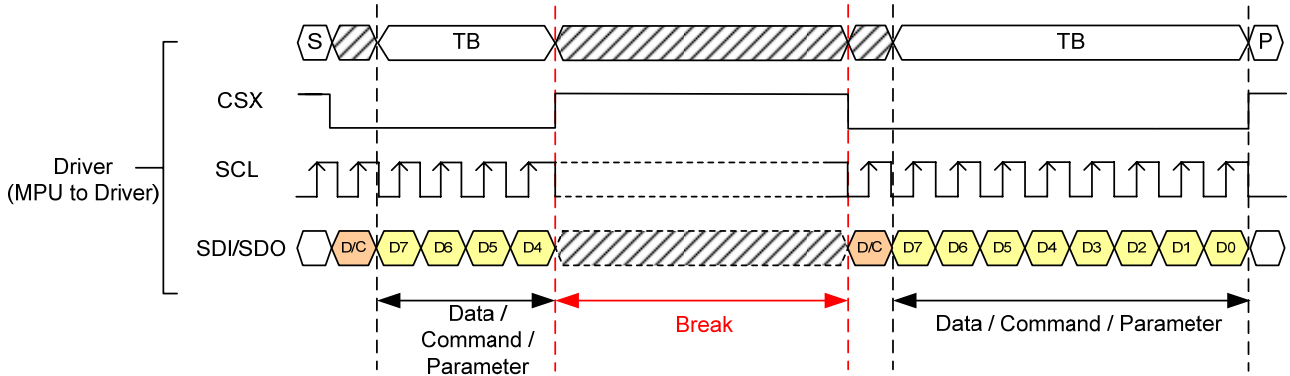 S TB TB P
CSX
Driver
(MPU to Driver)
SCL
SDI/SDO D/C D7 D6 D5 D4 D/C D7 D6 D5 D4 D3 D2 D1 D0
Data /
Command /
Parameter
Break
Data / Command / Parameter